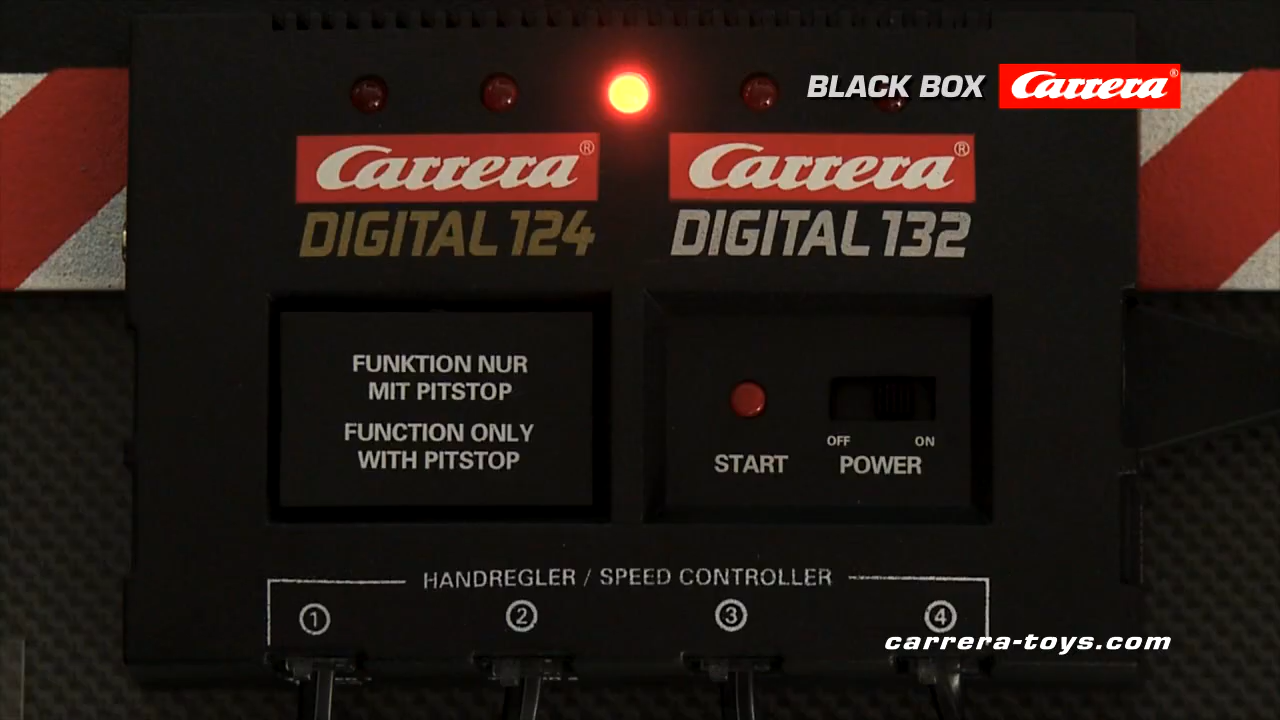 BLACK BOX Carrera®
Carrera® Carrera®
DIGITAL 124 DIGITAL 132
FUNKTION NUR
MIT PITSTOP
FUNCTION ONLY
WITH PITSTOP
OFF ON
START POWER
HANDREGLER / SPEED CONTROLLER
1 2 3 4
carrera-toys.com